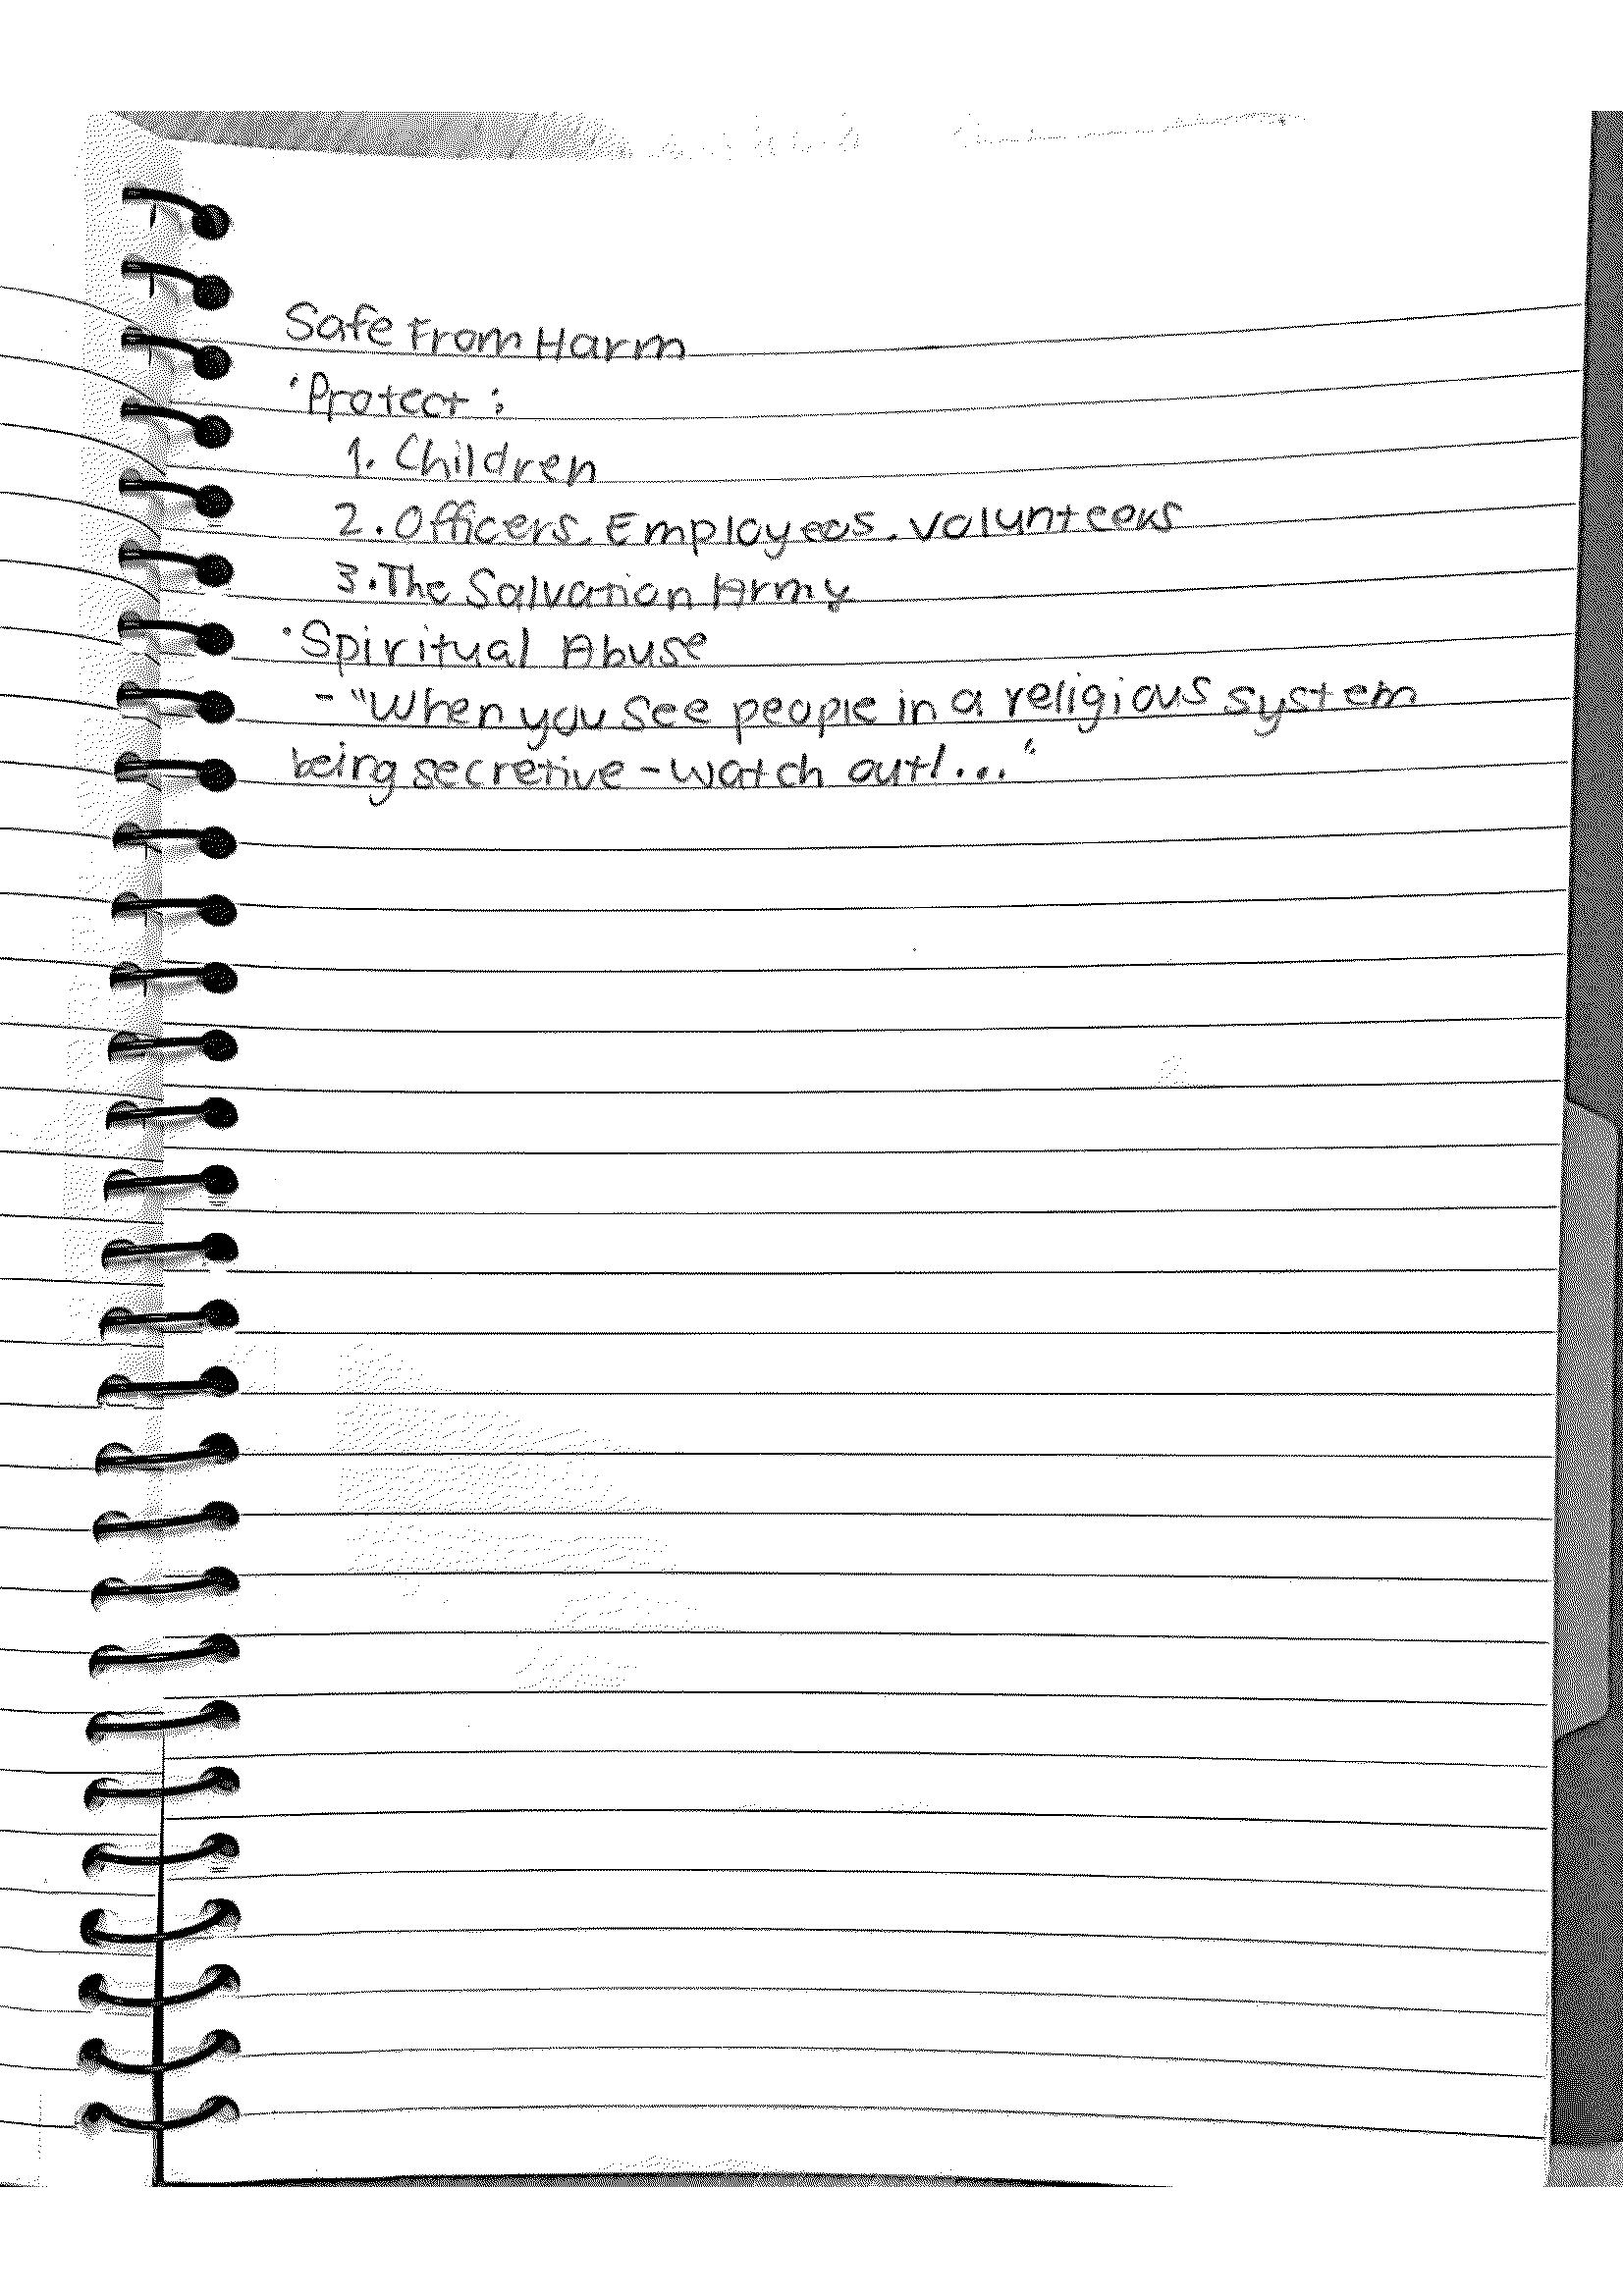 Safe From Harm
· Protect :
1. Children
2. Officers, Employees, volunteers
3. The Salvation Army
· Spiritual Abuse
- "When you see people in a religious system
being secretive - watch out!..."